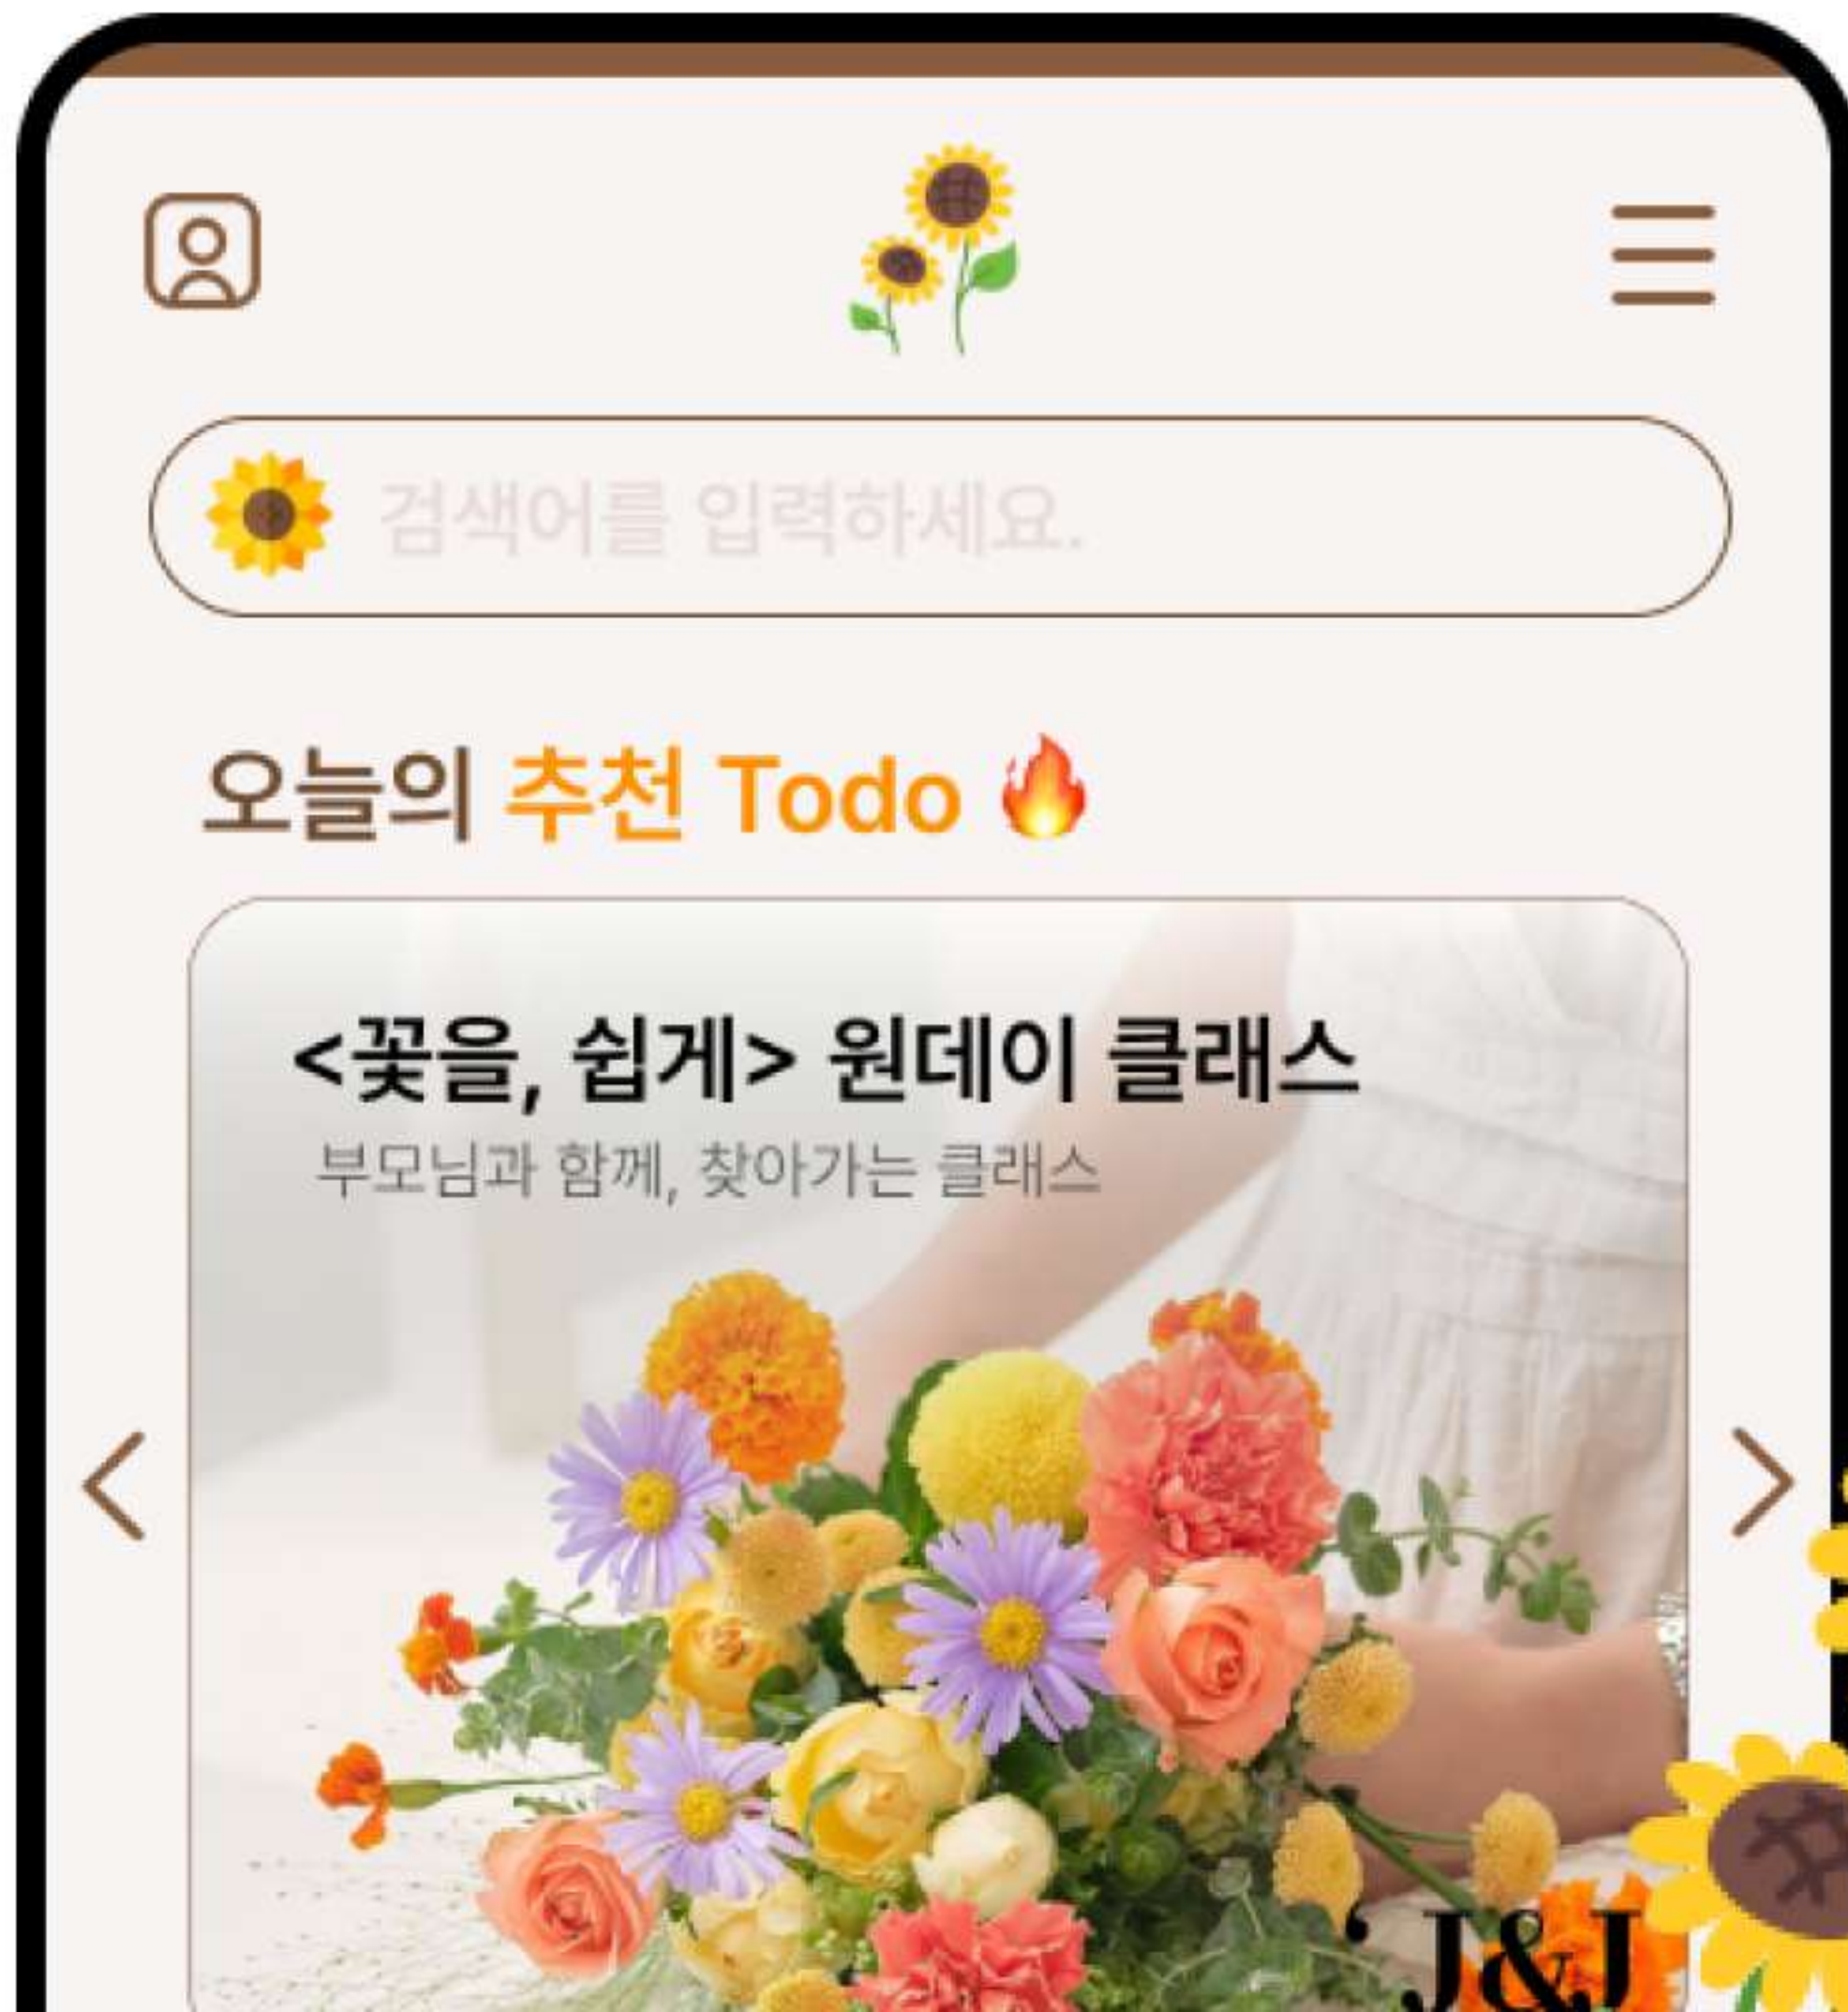 검색어를 입력하세요.
오늘의 추천 Todo
<꽃을, 쉽게> 원데이 클래스
부모님과 함께, 찾아가는 클래스
‘ J&J